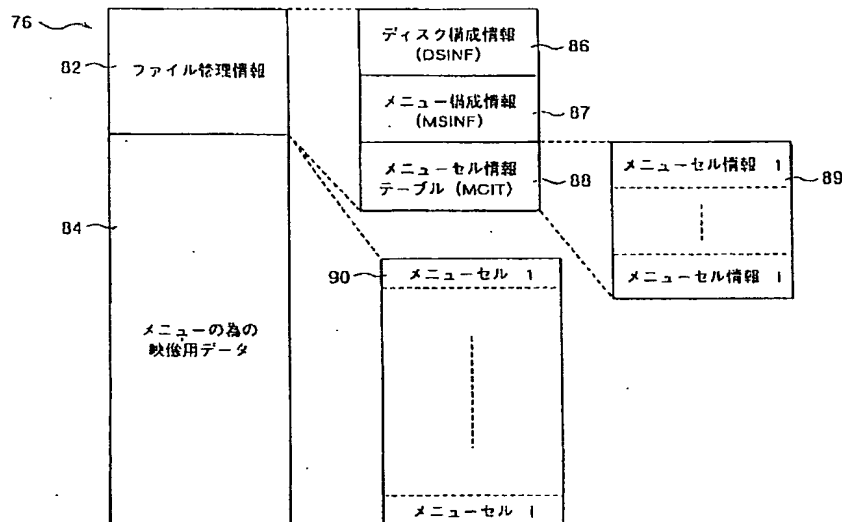 76
82
ファイル管理情報
84
メニューの為の
映像用データ
ディスク構成情報
(DSINF)
86
メニュー構成情報
(MSINF)
87
メニューセル情報
テーブル (MCIT)
88
メニューセル情報 1
89
メニューセル情報 i
90
メニューセル 1
メニューセル i